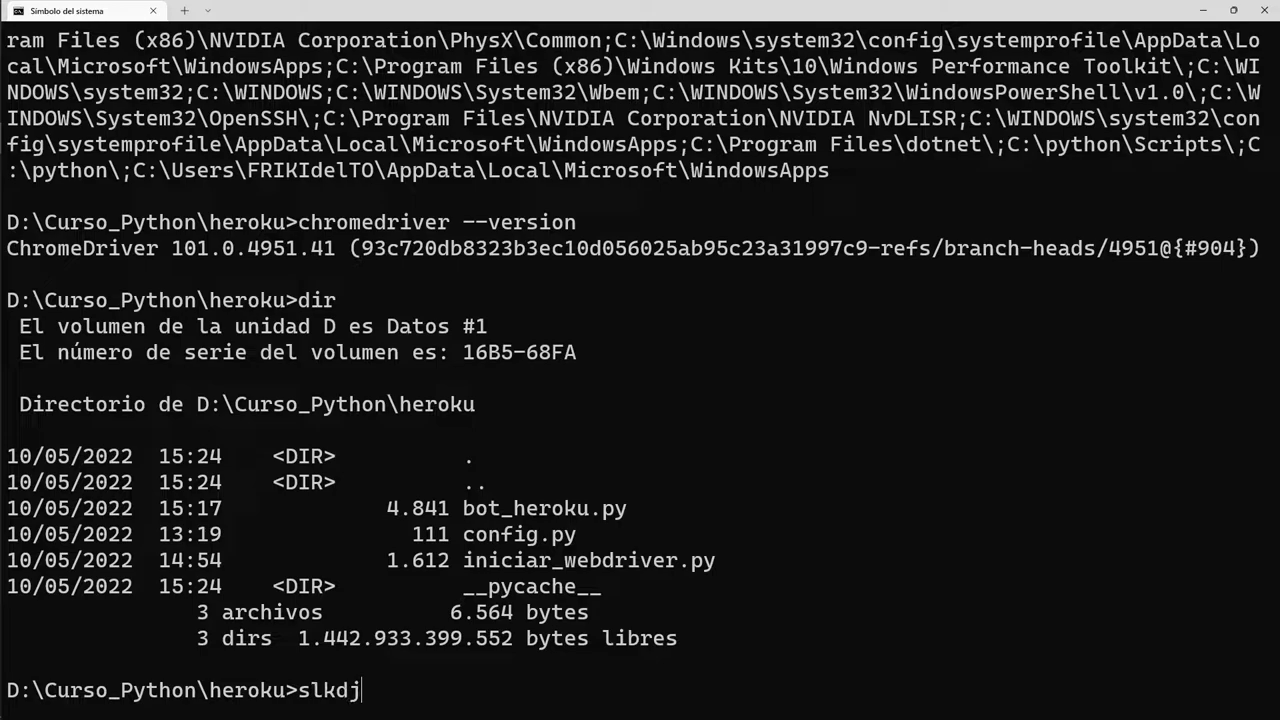 Símbolo del sistema
ram Files (x86)\NVIDIA Corporation\PhysX\Common;C:\Windows\system32\config\systemprofile\AppData\Lo
cal\Microsoft\WindowsApps;C:\Program Files (x86)\Windows Kits\10\Windows Performance Toolkit\;C:\WI
NDOWS\system32;C:\WINDOWS;C:\WINDOWS\System32\Wbem;C:\WINDOWS\System32\WindowsPowerShell\v1.0\;C:\W
INDOWS\System32\OpenSSH\;C:\Program Files\NVIDIA Corporation\NVIDIA NvDLISR;C:\WINDOWS\system32\con
fig\systemprofile\AppData\Local\Microsoft\WindowsApps;C:\Program Files\dotnet\;C:\python\Scripts\;C
:\python\;C:\Users\FRIKIdelTO\AppData\Local\Microsoft\WindowsApps
D:\Curso_Python\heroku>chromedriver --version
ChromeDriver 101.0.4951.41 (93c720db8323b3ec10d056025ab95c23a31997c9-refs/branch-heads/4951@{#904})
D:\Curso_Python\heroku>dir
El volumen de la unidad D es Datos #1
El número de serie del volumen es: 16B5-68FA
Directorio de D:\Curso_Python\heroku
10/05/2022  15:24    <DIR>          .
10/05/2022  15:24    <DIR>          ..
10/05/2022  15:17             4.841 bot_heroku.py
10/05/2022  13:19               111 config.py
10/05/2022  14:54             1.612 iniciar_webdriver.py
10/05/2022  15:24    <DIR>          __pycache__
3 archivos          6.564 bytes
3 dirs  1.442.933.399.552 bytes libres
D:\Curso_Python\heroku>slkdj